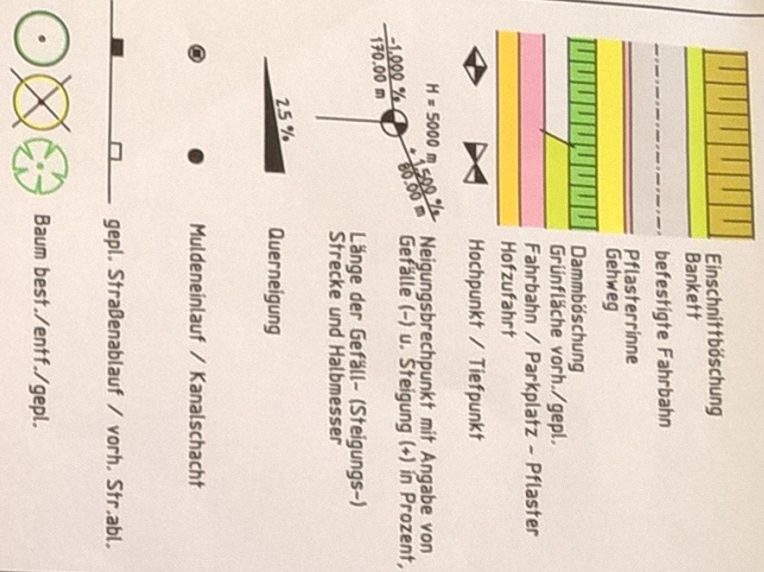 Einschnittböschung
Bankett
befestigte Fahrbahn
Pflasterrinne
Gehweg
Dammböschung
Grünfläche vorh./gepl.
Fahrbahn / Parkplatz - Pflaster
Hofzufahrt
Hochpunkt / Tiefpunkt
H = 5000 m
-1.000 %
170.00 m
1.500 %
80.00 m
Neigungsbrechpunkt mit Angabe von
Gefälle (-) u. Steigung (+) in Prozent,
Länge der Gefäll- (Steigungs-)
Strecke und Halbmesser
2.5 %
Querneigung
Muldeneinlauf / Kanalschacht
gepl. Straßenablauf / vorh. Str.abl.
Baum best./entf./gepl.